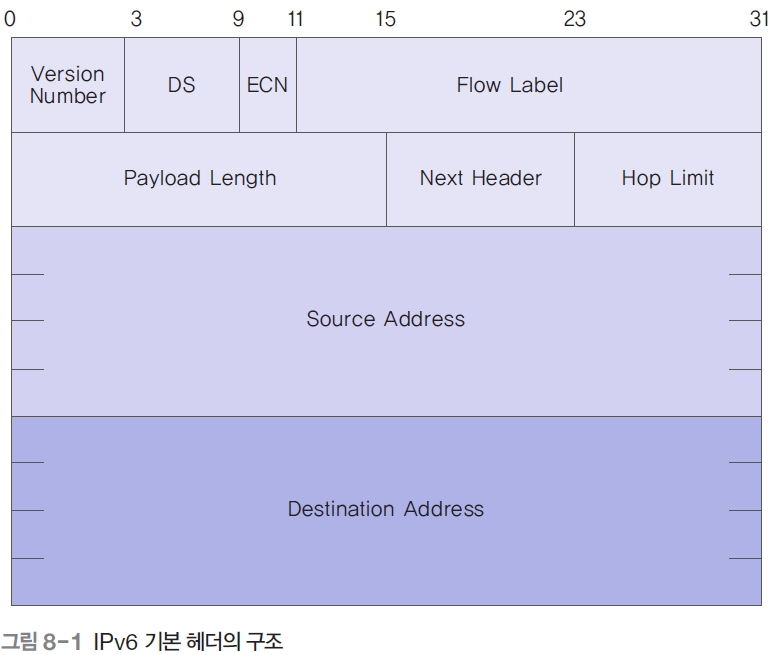 0 3 9 11 15 23 31
Version
Number
DS
ECN
Flow Label
Payload Length
Next Header
Hop Limit
Source Address
Destination Address
그림 8-1 IPv6 기본 헤더의 구조